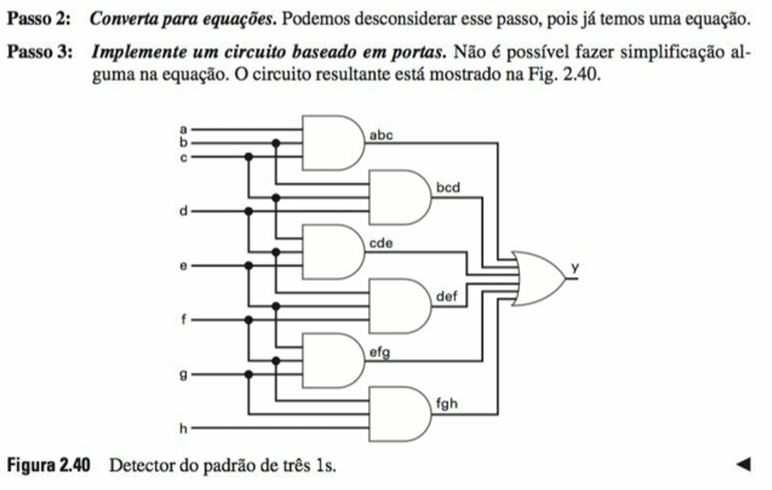 Passo 2: Converta para equações. Podemos desconsiderar esse passo, pois já temos uma equação.
Passo 3: Implemente um circuito baseado em portas. Não é possível fazer simplificação al-
guma na equação. O circuito resultante está mostrado na Fig. 2.40.
a
b
c
abc
bcd
d
cde
e
def
f
efg
g
fgh
h
y
Figura 2.40 Detector do padrão de três 1s.